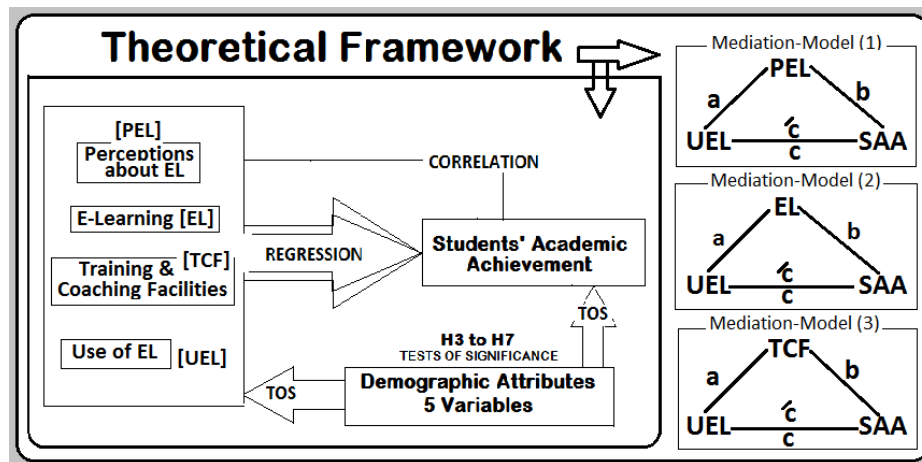 Theoretical Framework
[PEL]
Perceptions
about EL
E-Learning [EL]
[TCF]
Training &
Coaching Facilities
Use of EL [UEL]
CORRELATION
REGRESSION
Students' Academic
Achievement
TOS
H3 to H7
TESTS OF SIGNIFICANCE
TOS
Demographic Attributes
5 Variables
Mediation-Model (1)
PEL
a b
ć
UEL SAA
c
Mediation-Model (2)
EL
a b
ć
UEL SAA
c
Mediation-Model (3)
TCF
a b
ć
UEL SAA
c